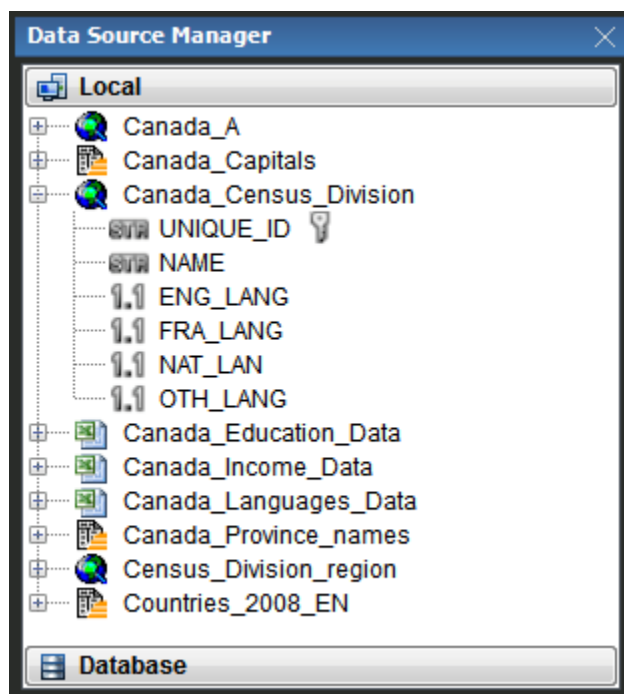 Data Source Manager
Local
Canada_A
Canada_Capitals
Canada_Census_Division
STR UNIQUE_ID
STR NAME
1.1 ENG_LANG
1.1 FRA_LANG
1.1 NAT_LAN
1.1 OTH_LANG
Canada_Education_Data
Canada_Income_Data
Canada_Languages_Data
Canada_Province_names
Census_Division_region
Countries_2008_EN
Database